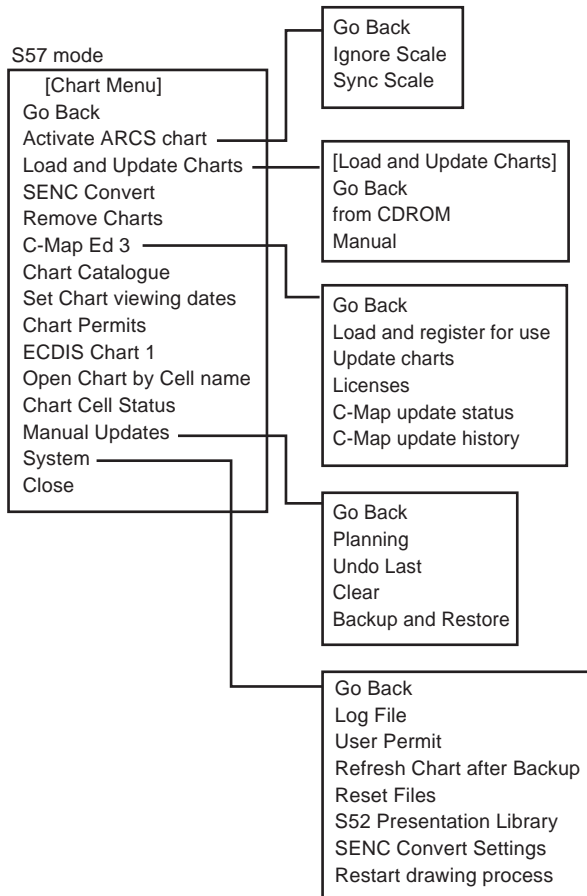 S57 mode
[Chart Menu]
Go Back
Activate ARCS chart
Load and Update Charts
SENC Convert
Remove Charts
C-Map Ed 3
Chart Catalogue
Set Chart viewing dates
Chart Permits
ECDIS Chart 1
Open Chart by Cell name
Chart Cell Status
Manual Updates
System
Close
Go Back
Ignore Scale
Sync Scale
[Load and Update Charts]
Go Back
from CDROM
Manual
Go Back
Load and register for use
Update charts
Licenses
C-Map update status
C-Map update history
Go Back
Planning
Undo Last
Clear
Backup and Restore
Go Back
Log File
User Permit
Refresh Chart after Backup
Reset Files
S52 Presentation Library
SENC Convert Settings
Restart drawing process